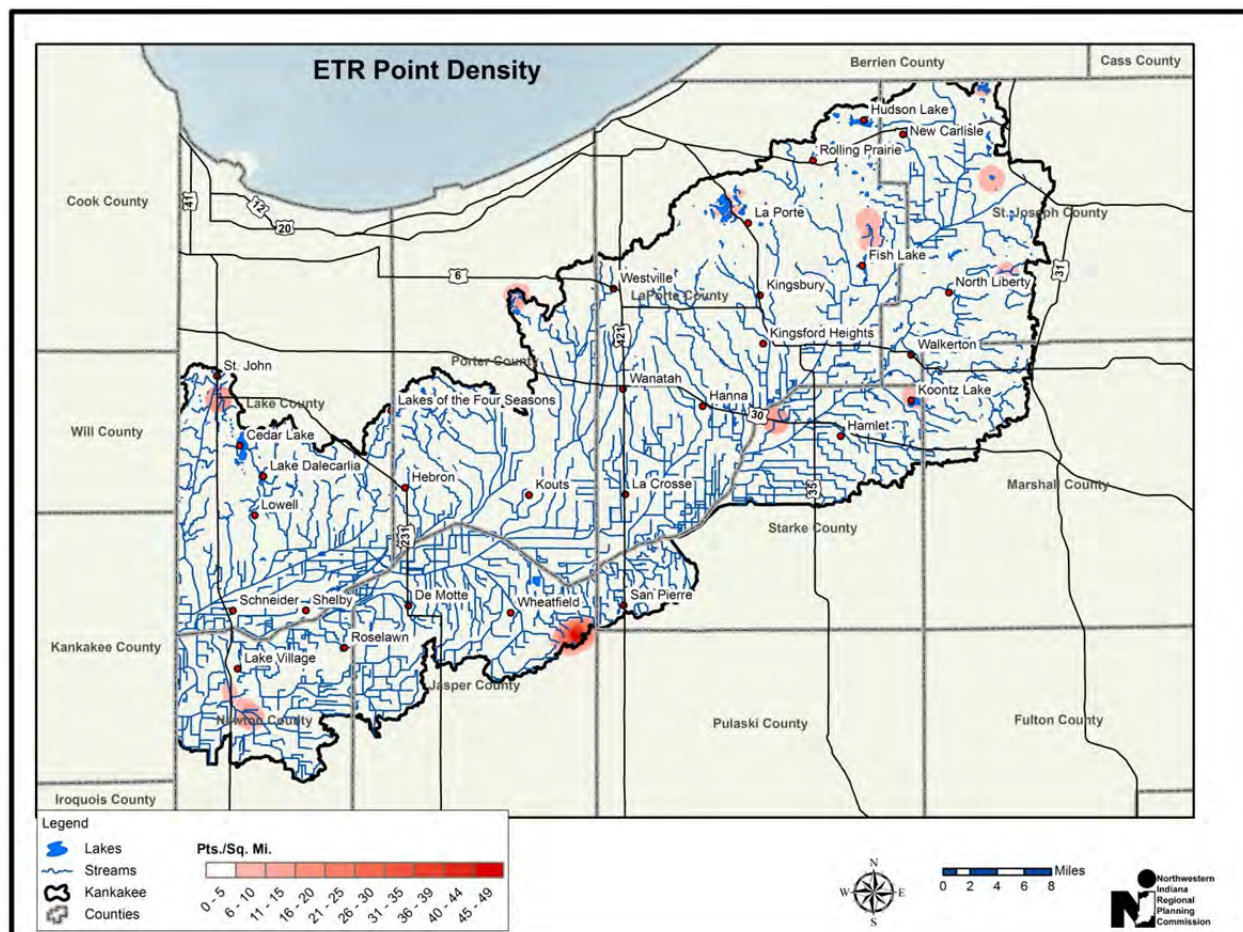 ETR Point Density
Berrien County
Cass County
Hudson Lake
New Carlisle
Rolling Prairie
Cook County
41
12
20
St. Joseph County
La Porte
Fish Lake
31
6
Westville
LaPorte County
Kingsbury
North Liberty
421
Kingsford Heights
Porter County
Walkerton
St. John
Wanatah
Hanna
Koontz Lake
Lake County
Lakes of the Four Seasons
30
Will County
Cedar Lake
Hamlet
Lake Dalecarlia
Hebron
Kouts
La Crosse
35
Marshall County
Lowell
Starke County
231
Schneider
Shelby
De Motte
Wheatfield
San Pierre
Kankakee County
Roselawn
Lake Village
Jasper County
Newton County
Pulaski County
Fulton County
Iroquois County
Legend
Lakes
Streams
Kankakee
Counties
Pts./Sq. Mi.
0 - 5
6 - 10
11 - 15
16 - 20
21 - 25
26 - 30
31 - 35
36 - 39
40 - 44
45 - 49
N
W E
S
Miles
0 2 4 6 8
Northwestern
Indiana
Regional
Planning
Commission